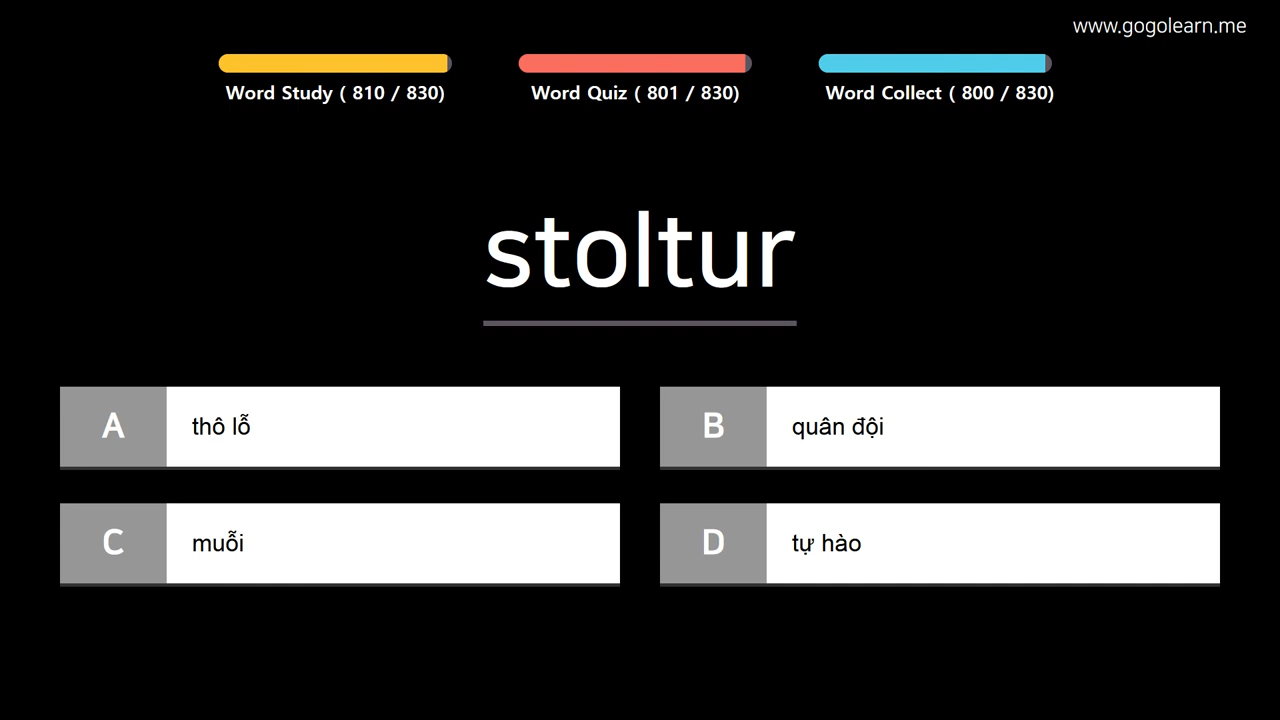 www.gogolearn.me
Word Study ( 810 / 830)
Word Quiz ( 801 / 830)
Word Collect ( 800 / 830)
stoltur
A thô lỗ
B quân đội
C muỗi
D tự hào